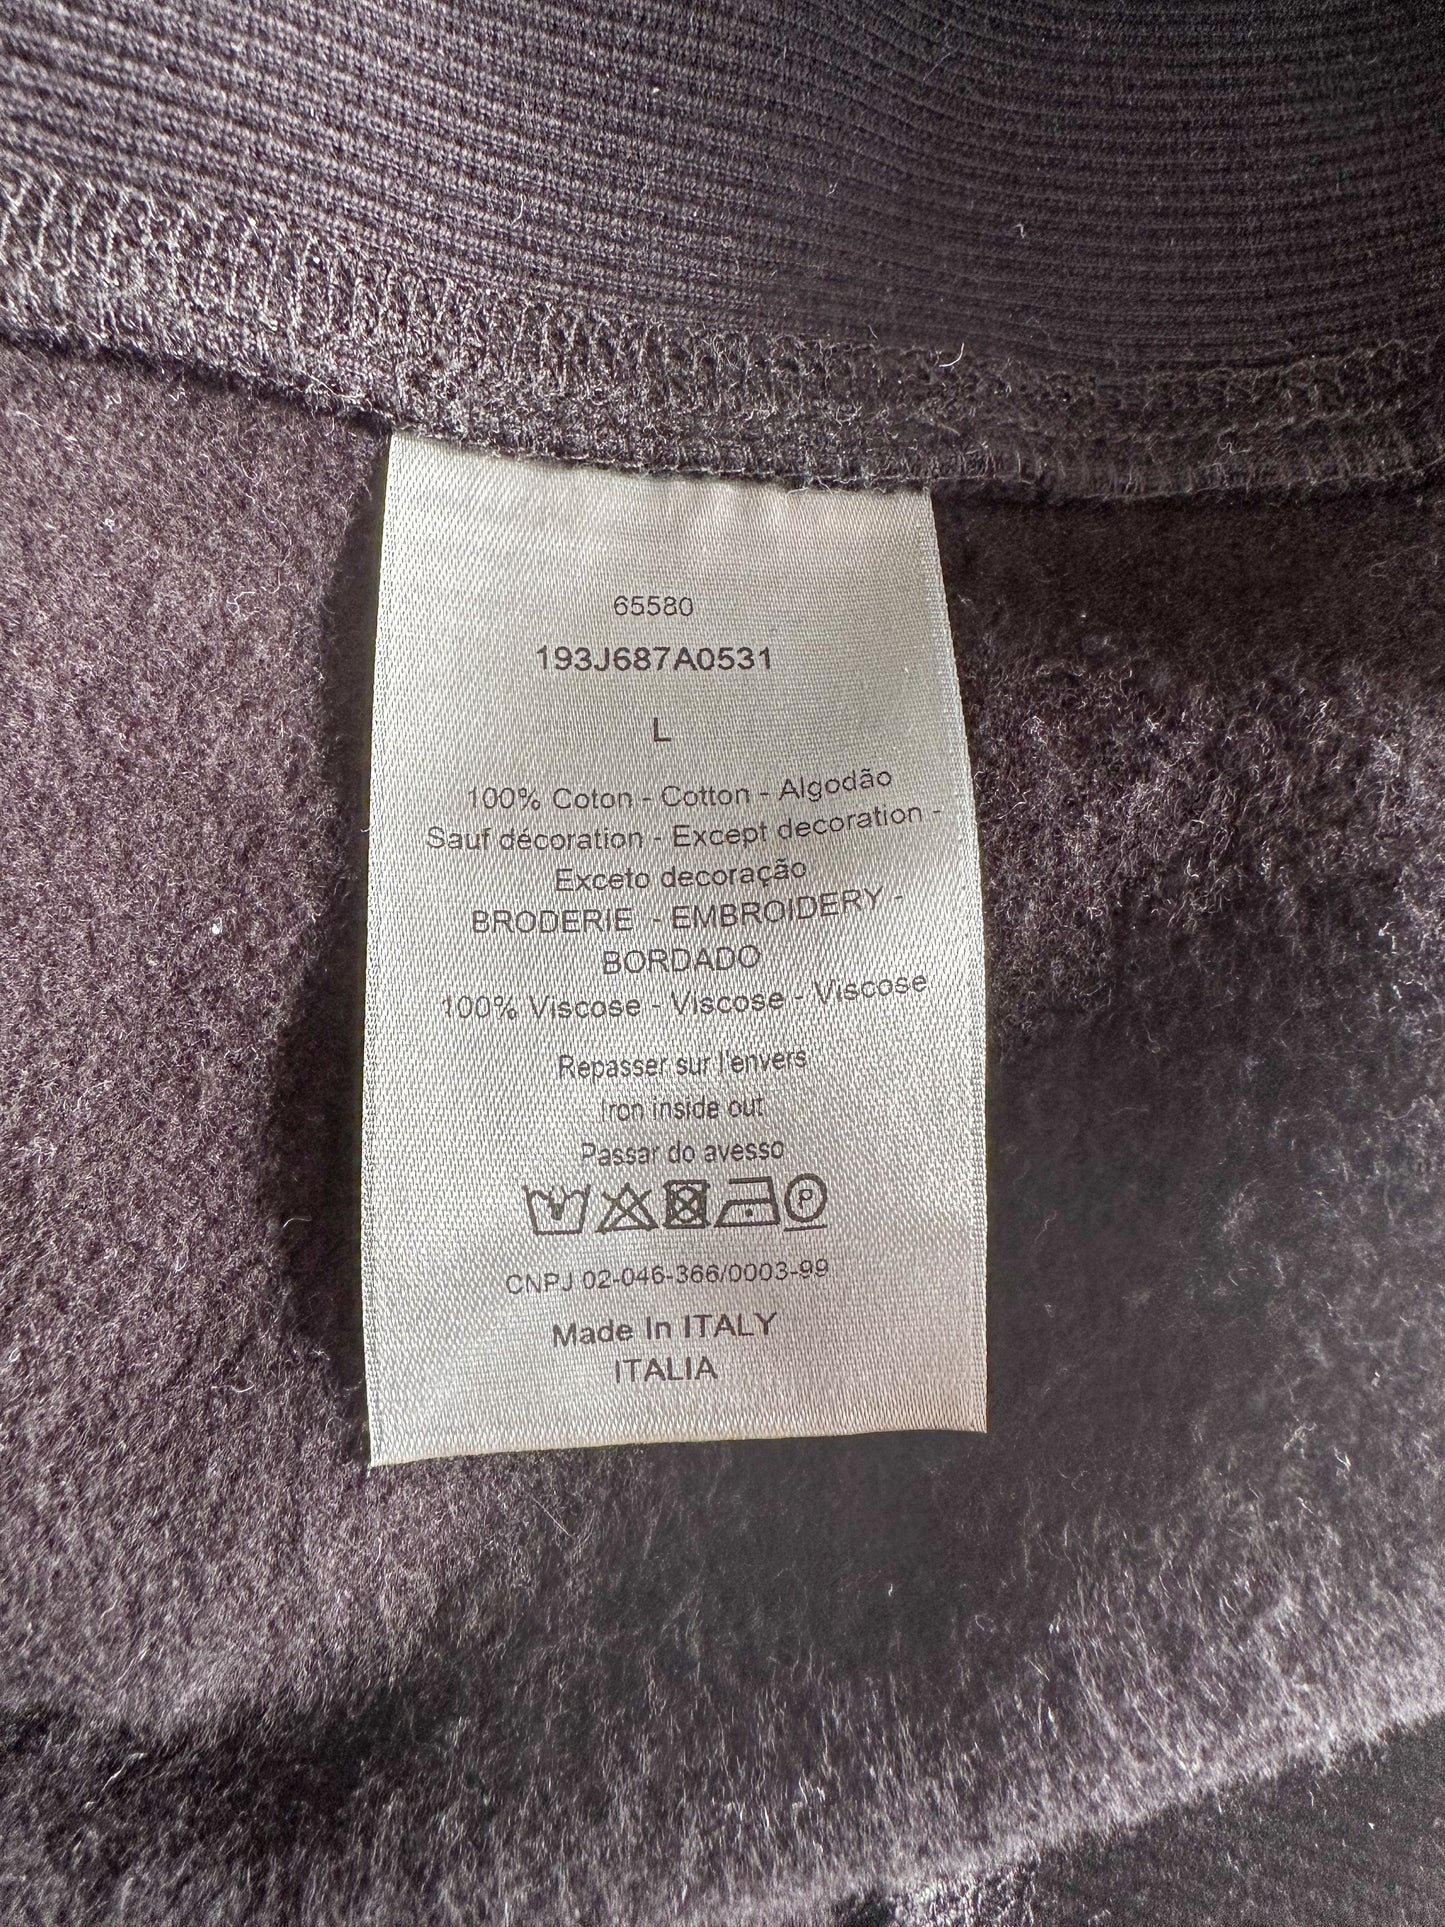 65580
193J687A0531
L
100% Coton - Cotton - Algodão
Sauf décoration - Except decoration -
Exceto decoração
BRODERIE - EMBROIDERY -
BORDADO
100% Viscose - Viscose - Viscose
Repasser sur l'envers
Iron inside out
Passar do avesso
P
CNPJ 02-046-366/0003-99
Made In ITALY
ITALIA